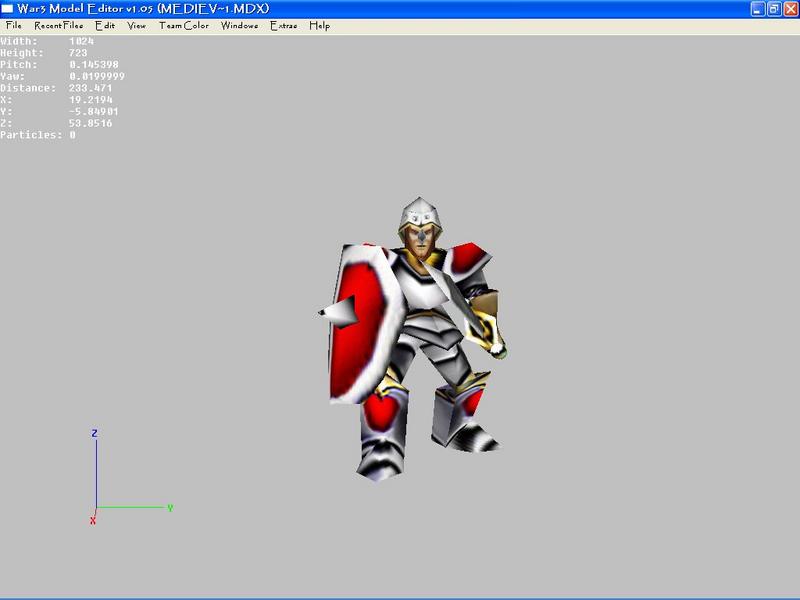 War3 Model Editor v1.05 (MEDIEV~1.MDX)
File Recent Files Edit View Team Color Windows Extras Help
Width: 1024
Height: 723
Pitch: 0.145398
Yaw: 0.0199999
Distance: 233.471
X: 19.2194
Y: -5.84901
Z: 53.8516
Particles: 0
Z
Y
X